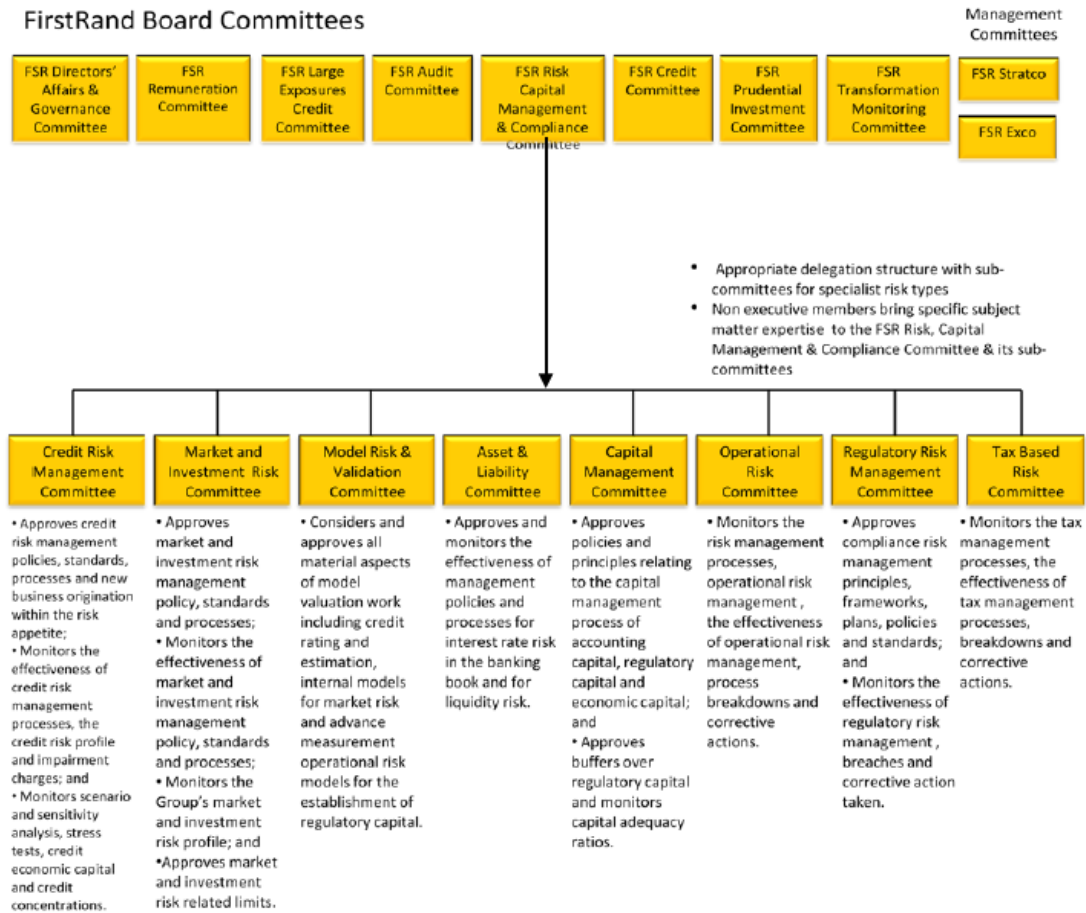 FirstRand Board Committees
Management
Committees
FSR Directors'
Affairs &
Governance
Committee
FSR
Remuneration
Committee
FSR Large
Exposures
Credit
Committee
FSR Audit
Committee
FSR Risk
Capital
Management
& Compliance
Committee
FSR Credit
Committee
FSR
Prudential
Investment
Committee
FSR
Transformation
Monitoring
Committee
FSR Stratco
FSR Exco
• Appropriate delegation structure with sub-
committees for specialist risk types
• Non executive members bring specific subject
matter expertise to the FSR Risk, Capital
Management & Compliance Committee & its sub-
committees
Credit Risk
Management
Committee
• Approves credit
risk management
policies, standards,
processes and new
business origination
within the risk
appetite;
• Monitors the
effectiveness of
credit risk
management
processes, the
credit risk profile
and impairment
charges; and
• Monitors scenario
and sensitivity
analysis, stress
tests, credit
economic capital
and credit
concentrations.
Market and
Investment Risk
Committee
• Approves
market and
investment risk
management
policy, standards
and processes;
• Monitors the
effectiveness of
market and
investment risk
management
policy, standards
and processes;
• Monitors the
Group's market
and investment
risk profile; and
•Approves market
and investment
risk related limits.
Model Risk &
Validation
Committee
• Considers and
approves all
material aspects
of model
valuation work
including credit
rating and
estimation,
internal models
for market risk
and advance
measurement
operational risk
models for the
establishment of
regulatory capital.
Asset &
Liability
Committee
• Approves and
monitors the
effectiveness of
management
policies and
processes for
interest rate risk
in the banking
book and for
liquidity risk.
Capital
Management
Committee
• Approves
policies and
principles relating
to the capital
management
process of
accounting
capital, regulatory
capital and
economic capital;
and
• Approves
buffers over
regulatory capital
and monitors
capital adequacy
ratios.
Operational
Risk
Committee
• Monitors the
risk management
processes,
operational risk
management ,
the effectiveness
of operational risk
management,
process
breakdowns and
corrective
actions.
Regulatory Risk
Management
Committee
• Approves
compliance risk
management
principles,
frameworks,
plans, policies
and standards;
and
• Monitors the
effectiveness of
regulatory risk
management ,
breaches and
corrective action
taken.
Tax Based
Risk
Committee
• Monitors the tax
management
processes, the
effectiveness of
tax management
processes,
breakdowns and
corrective
actions.